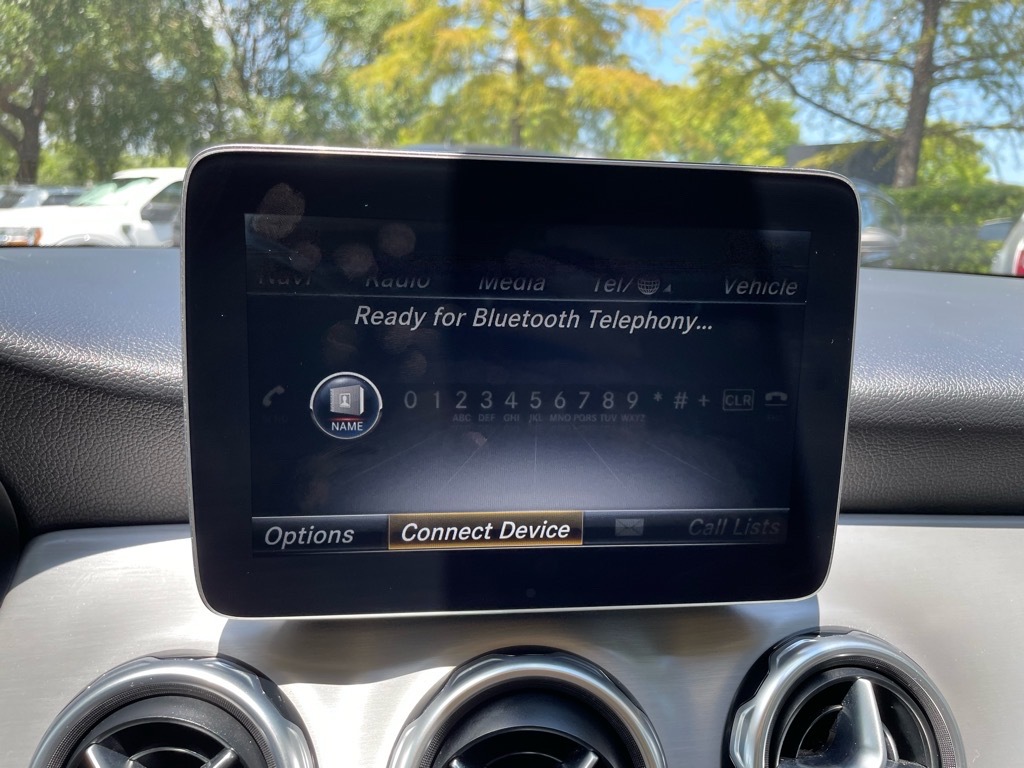 Navi Radio Media Tel/ Vehicle
Ready for Bluetooth Telephony...
NAME 0 1 2 3 4 5 6 7 8 9 * # + CLR
ABC DEF GHI JKL MNO PQRS TUV WXYZ
Options Connect Device Call Lists